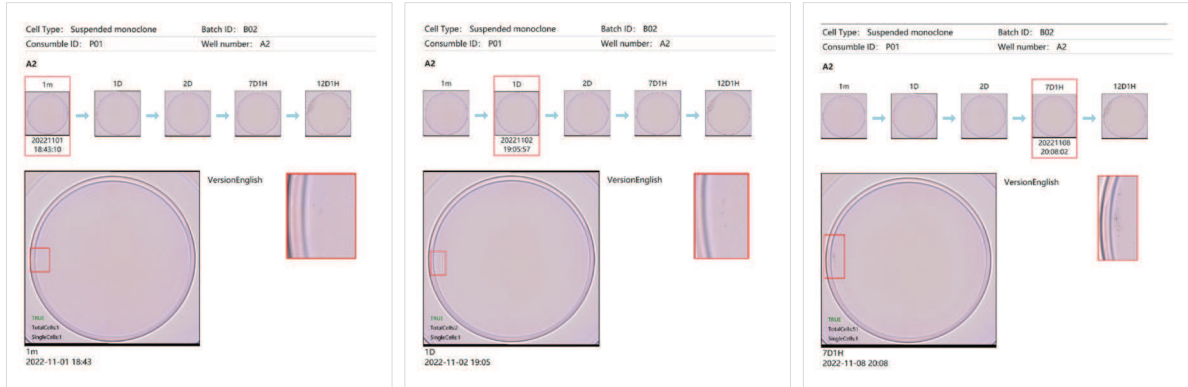 Cell Type: Suspended monoclone Batch ID: B02
Consumble ID: P01 Well number: A2
A2
1m 1D 2D 7D1H 12D1H
20221101
18:43:10
VersionEnglish
TRUE
TotalCells:1
SingleCells:1
1m
2022-11-01 18:43
Cell Type: Suspended monoclone Batch ID: B02
Consumble ID: P01 Well number: A2
A2
1m 1D 2D 7D1H 12D1H
20221102
19:05:57
VersionEnglish
TRUE
TotalCells:2
SingleCells:1
1D
2022-11-02 19:05
Cell Type: Suspended monoclone Batch ID: B02
Consumble ID: P01 Well number: A2
A2
1m 1D 2D 7D1H 12D1H
20221108
20:08:02
VersionEnglish
TRUE
7D1H
2022-11-08 20:08